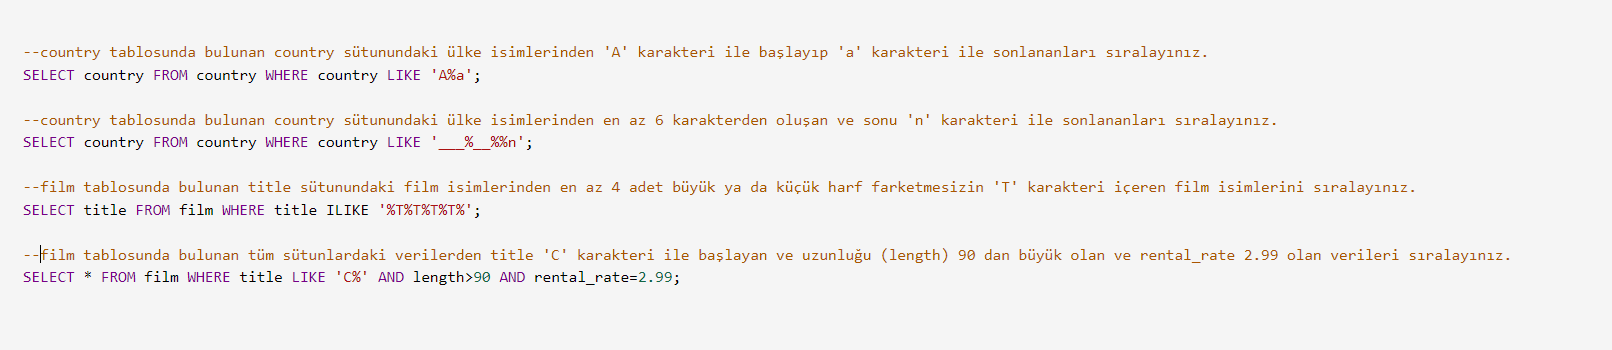 --country tablosunda bulunan country sütunundaki ülke isimlerinden 'A' karakteri ile başlayıp 'a' karakteri ile sonlananları sıralayınız.
SELECT country FROM country WHERE country LIKE 'A%a';
--country tablosunda bulunan country sütunundaki ülke isimlerinden en az 6 karakterden oluşan ve sonu 'n' karakteri ile sonlananları sıralayınız.
SELECT country FROM country WHERE country LIKE '___%__%%n';
--film tablosunda bulunan title sütunundaki film isimlerinden en az 4 adet büyük ya da küçük harf farketmesizin 'T' karakteri içeren film isimlerini sıralayınız.
SELECT title FROM film WHERE title ILIKE '%T%T%T%T%';
--film tablosunda bulunan tüm sütunlardaki verilerden title 'C' karakteri ile başlayan ve uzunluğu (length) 90 dan büyük olan ve rental_rate 2.99 olan verileri sıralayınız.
SELECT * FROM film WHERE title LIKE 'C%' AND length>90 AND rental_rate=2.99;